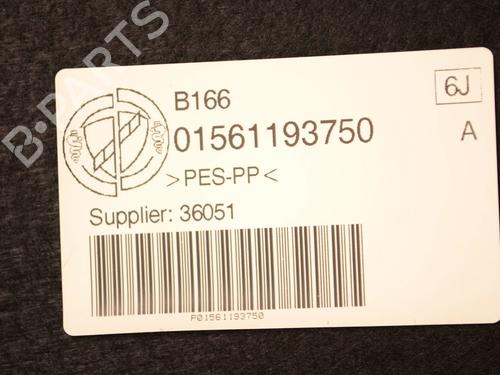 B-PARTS
B166
6J
01561193750
A
>PES-PP<
Supplier: 36051
P01561193750